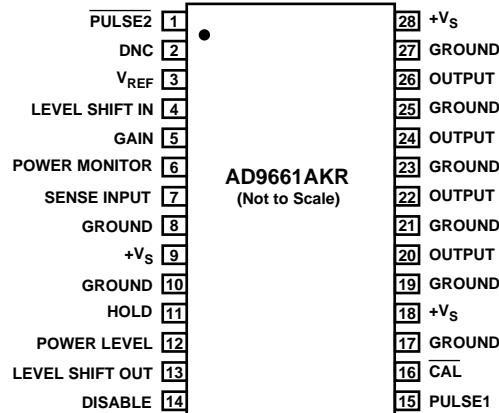 PULSE2 1
DNC 2
VREF 3
LEVEL SHIFT IN 4
GAIN 5
POWER MONITOR 6
SENSE INPUT 7
GROUND 8
+VS 9
GROUND 10
HOLD 11
POWER LEVEL 12
LEVEL SHIFT OUT 13
DISABLE 14
AD9661AKR
(Not to Scale)
28 +VS
27 GROUND
26 OUTPUT
25 GROUND
24 OUTPUT
23 GROUND
22 OUTPUT
21 GROUND
20 OUTPUT
19 GROUND
18 +VS
17 GROUND
16 CAL
15 PULSE1